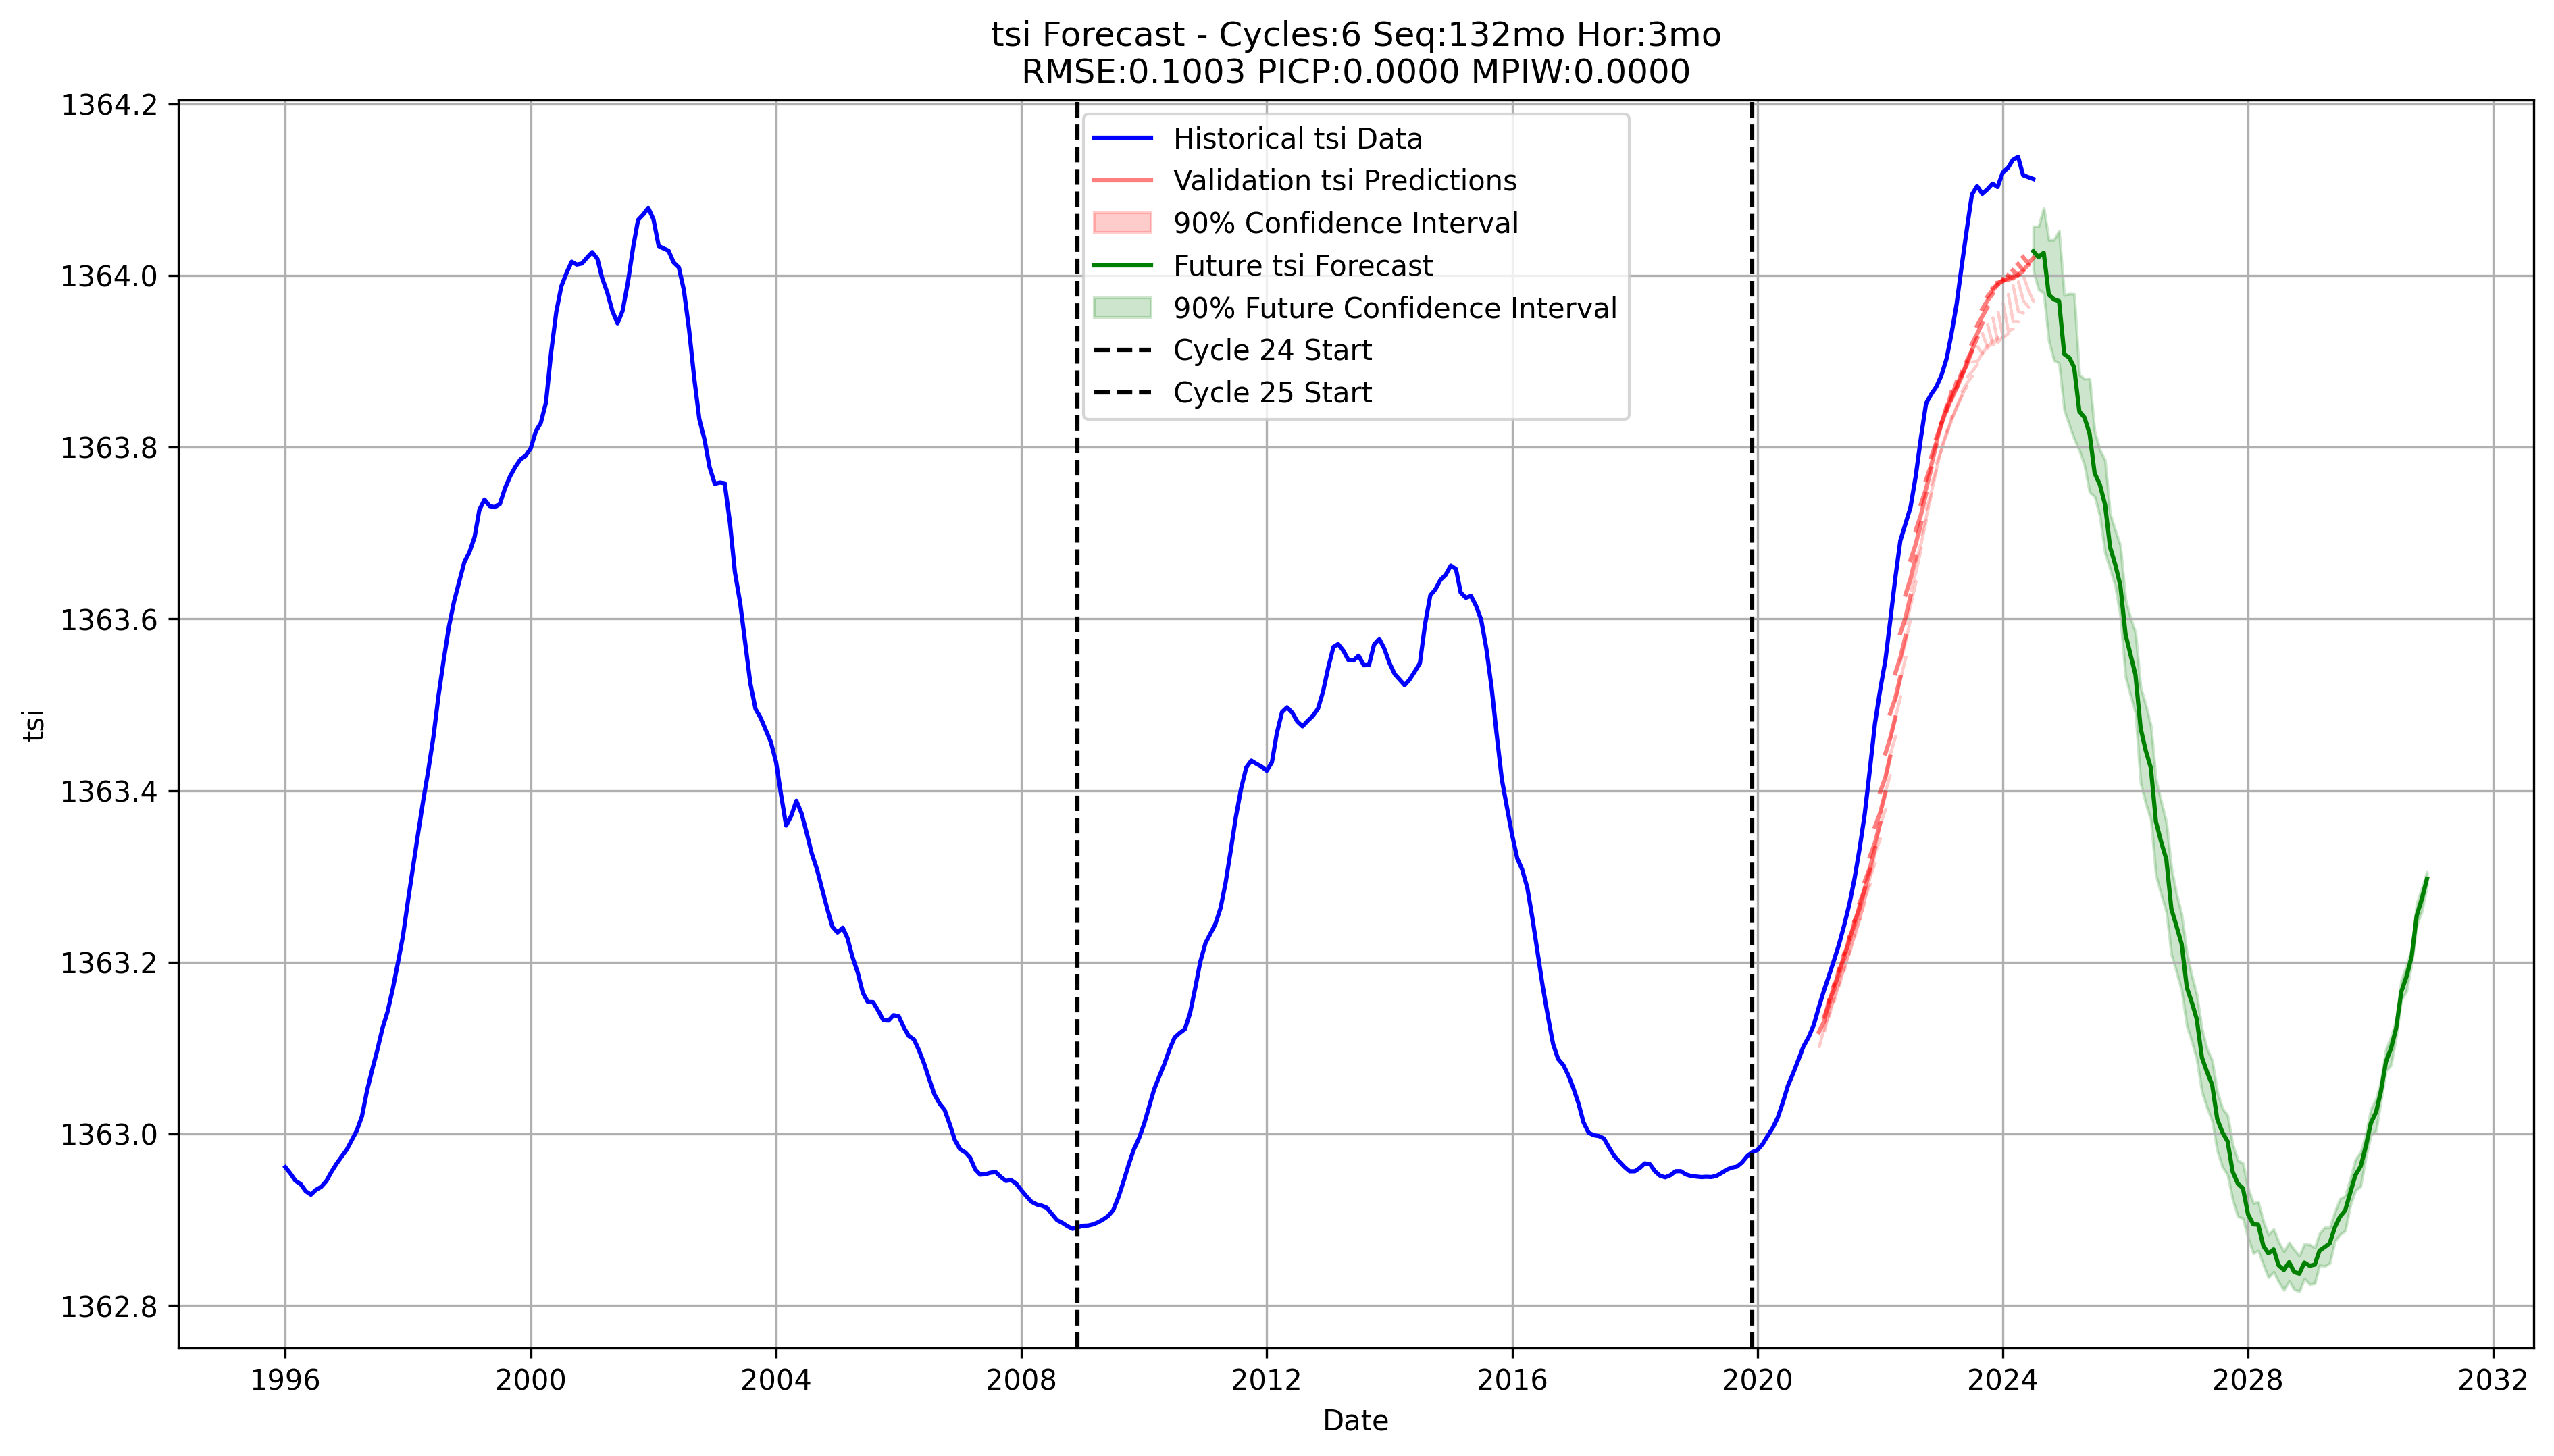 tsi Forecast - Cycles:6 Seq:132mo Hor:3mo
RMSE:0.1003 PICP:0.0000 MPIW:0.0000
1364.2
1364.0
1363.8
1363.6
1363.4
1363.2
1363.0
1362.8
tsi
Historical tsi Data
Validation tsi Predictions
90% Confidence Interval
Future tsi Forecast
90% Future Confidence Interval
Cycle 24 Start
Cycle 25 Start
1996 2000 2004 2008 2012 2016 2020 2024 2028 2032
Date